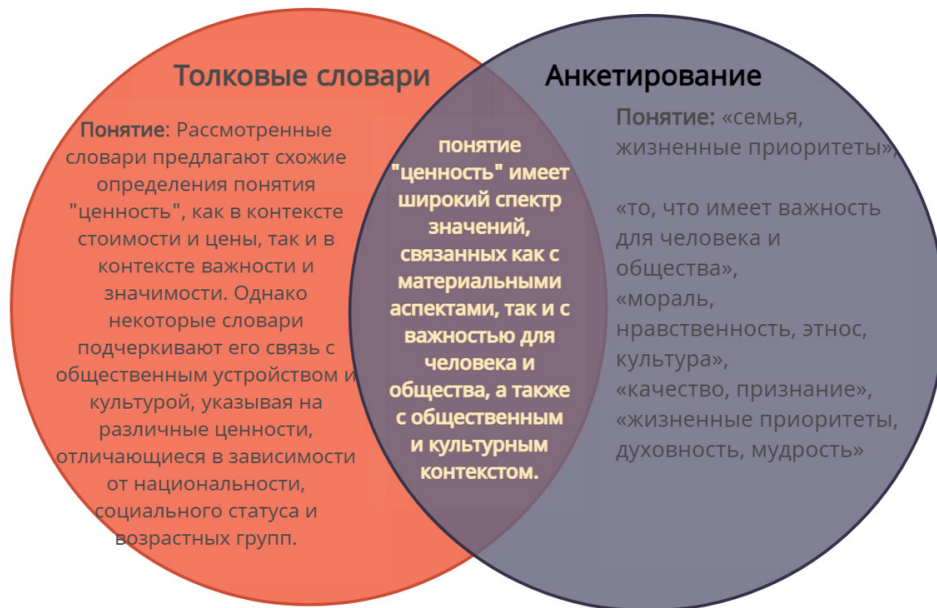 Толковые словари
Понятие: Рассмотренные
словари предлагают схожие
определения понятия
"ценность", как в контексте
стоимости и цены, так и в
контексте важности и
значимости. Однако
некоторые словари
подчеркивают его связь с
общественным устройством и
культурой, указывая на
различные ценности,
отличающиеся в зависимости
от национальности,
социального статуса и
возрастных групп.
понятие
"ценность" имеет
широкий спектр
значений,
связанных как с
материальными
аспектами, так и с
важностью для
человека и
общества, а также
с общественным
и культурным
контекстом.
Анкетирование
Понятие: «семья,
жизненные приоритеты»,
«то, что имеет важность
для человека и
общества»,
«мораль,
нравственность, этнос,
культура»,
«качество, признание»,
«жизненные приоритеты,
духовность, мудрость»